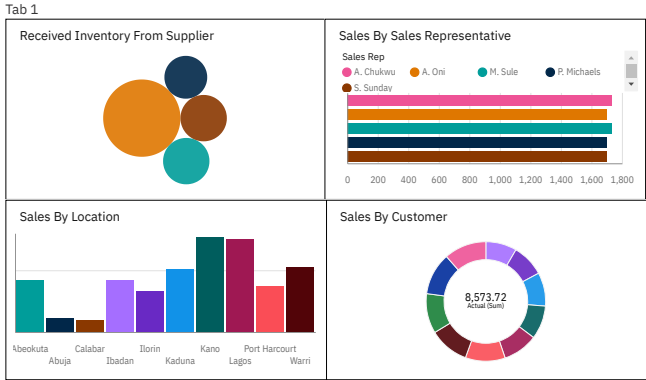 Tab 1
Received Inventory From Supplier
Sales By Sales Representative
Sales Rep
A. Chukwu A. Oni M. Sule P. Michaels
S. Sunday
0 200 400 600 800 1,000 1,200 1,400 1,600 1,800
Sales By Location
Abeokuta Calabar Ilorin Kano Port Harcourt
Abuja Ibadan Kaduna Lagos Warri
Sales By Customer
8,573.72
Actual (Sum)